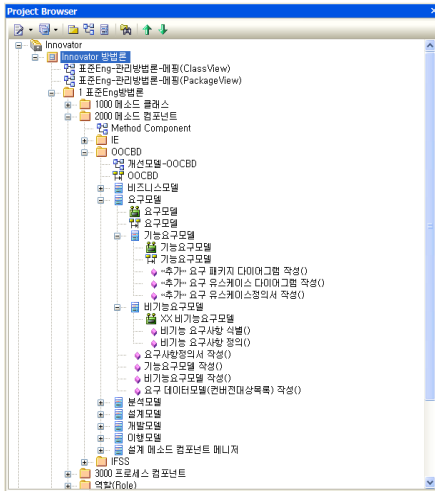 Project Browser
Innovator
Innovator 방법론
표준Eng-관리방법론-메핑(ClassView)
표준Eng-관리방법론-메핑(PackageView)
1 표준Eng방법론
1000 메소드 클래스
2000 메소드 컴포넌트
Method Component
IE
OOCBD
개선모델-OOCBD
OOCBD
비즈니스모델
요구모델
요구모델
요구모델
기능요구모델
기능요구모델
기능요구모델
«추가» 요구 패키지 다이어그램 작성()
«추가» 요구 유스케이스 다이어그램 작성()
«추가» 요구 유스케이스정의서 작성()
비기능요구모델
XX 비기능요구모델
비기능 요구사항 식별()
비기능 요구사항 정의()
요구사항정의서 작성()
기능요구모델 작성()
비기능요구모델 작성()
요구 데이터모델(컨버전대상목록) 작성()
분석모델
설계모델
개발모델
이행모델
설계 메소드 컴포넌트 메니저
IFSS
3000 프로세스 컴포넌트
역할(Role)